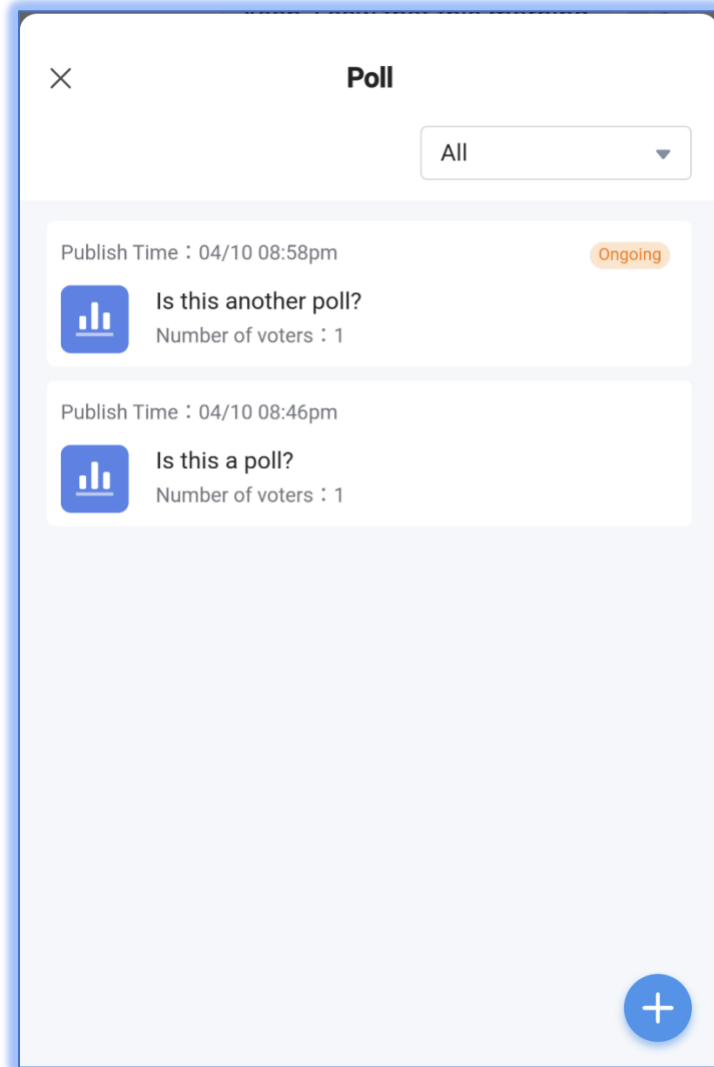 Poll
All
Publish Time：04/10 08:58pm
Ongoing
Is this another poll?
Number of voters：1
Publish Time：04/10 08:46pm
Is this a poll?
Number of voters：1